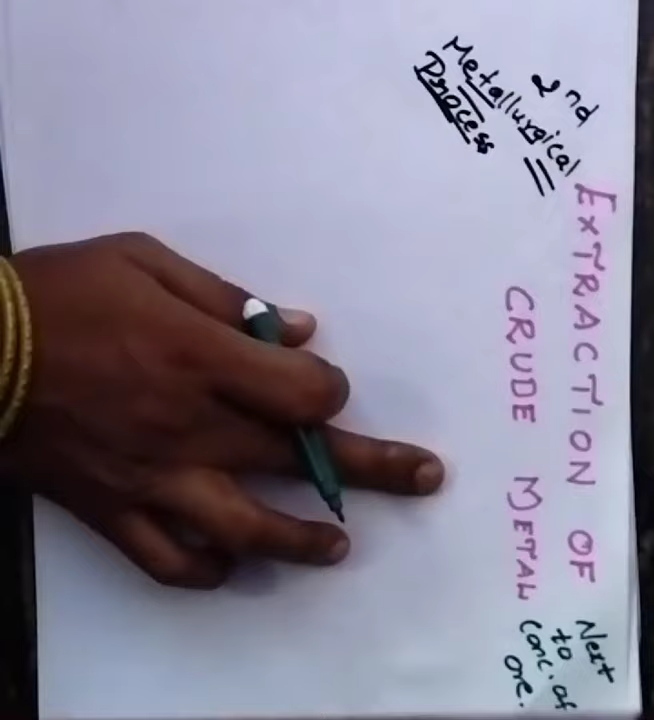 2nd
Metallurgical
Process
EXTRACTION OF
CRUDE METAL
Next
to
Conc. of
ore.